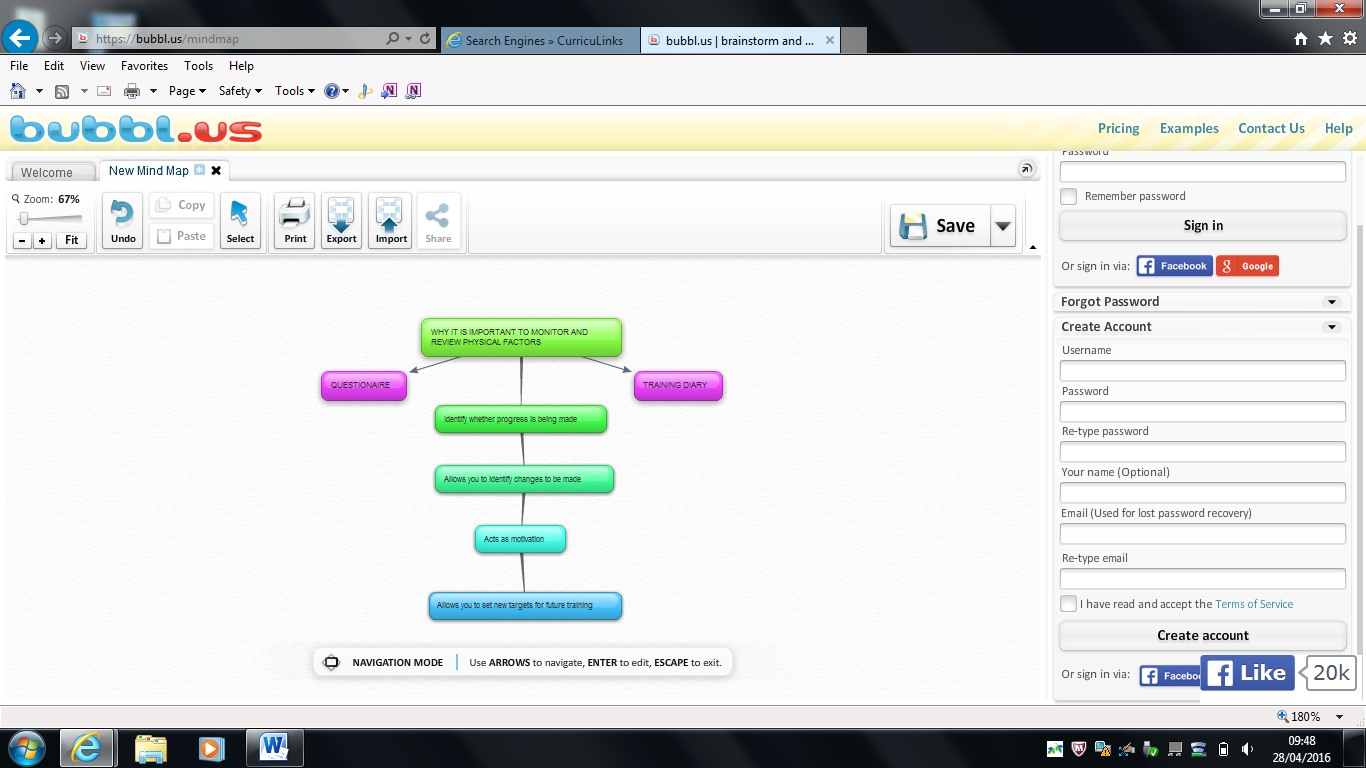 https://bubbl.us/mindmap
Search Engines » CurricuLinks
bubbl.us | brainstorm and ...
File Edit View Favorites Tools Help
Page Safety Tools
bubbl.us
Pricing Examples Contact Us Help
Welcome
New Mind Map
Zoom: 67%
Fit
Undo
Copy
Paste
Select
Print
Export
Import
Share
Save
WHY IT IS IMPORTANT TO MONITOR AND
REVIEW PHYSICAL FACTORS
QUESTIONAIRE
TRAINING DIARY
Identify whether progress is being made
Allows you to identify changes to be made
Acts as motivation
Allows you to set new targets for future training
NAVIGATION MODE
Use ARROWS to navigate, ENTER to edit, ESCAPE to exit.
Password
Remember password
Sign in
Or sign in via: Facebook Google
Forgot Password
Create Account
Username
Password
Re-type password
Your name (Optional)
Email (Used for lost password recovery)
Re-type email
I have read and accept the Terms of Service
Create account
Or sign in via: Facebo
Like 20k
180%
09:48
28/04/2016